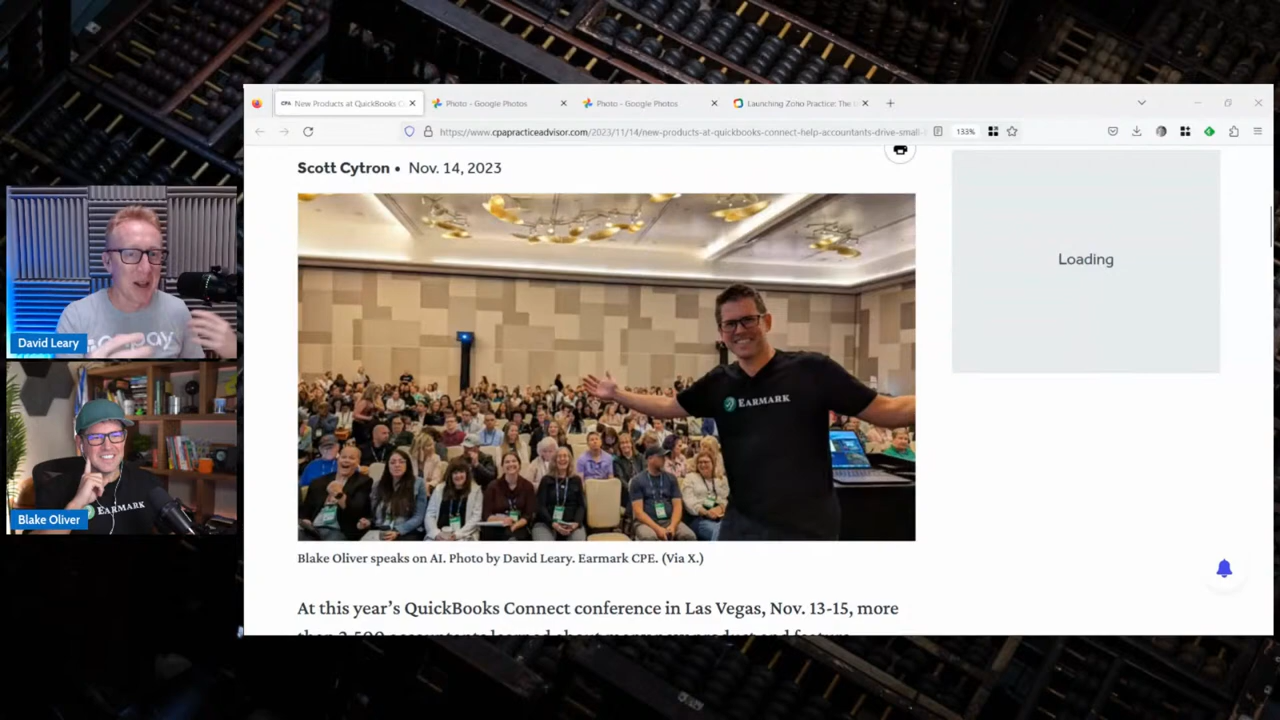 New Products at QuickBooks C
Photo - Google Photos
Photo - Google Photos
Launching Zoho Practice: The
https://www.cpapracticeadvisor.com/2023/11/14/new-products-at-quickbooks-connect-help-accountants-drive-small-
133%
Scott Cytron • Nov. 14, 2023
Loading
EARMARK
David Leary
EARMARK
Blake Oliver
Blake Oliver speaks on AI. Photo by David Leary. Earmark CPE. (Via X.)
At this year's QuickBooks Connect conference in Las Vegas, Nov. 13-15, more